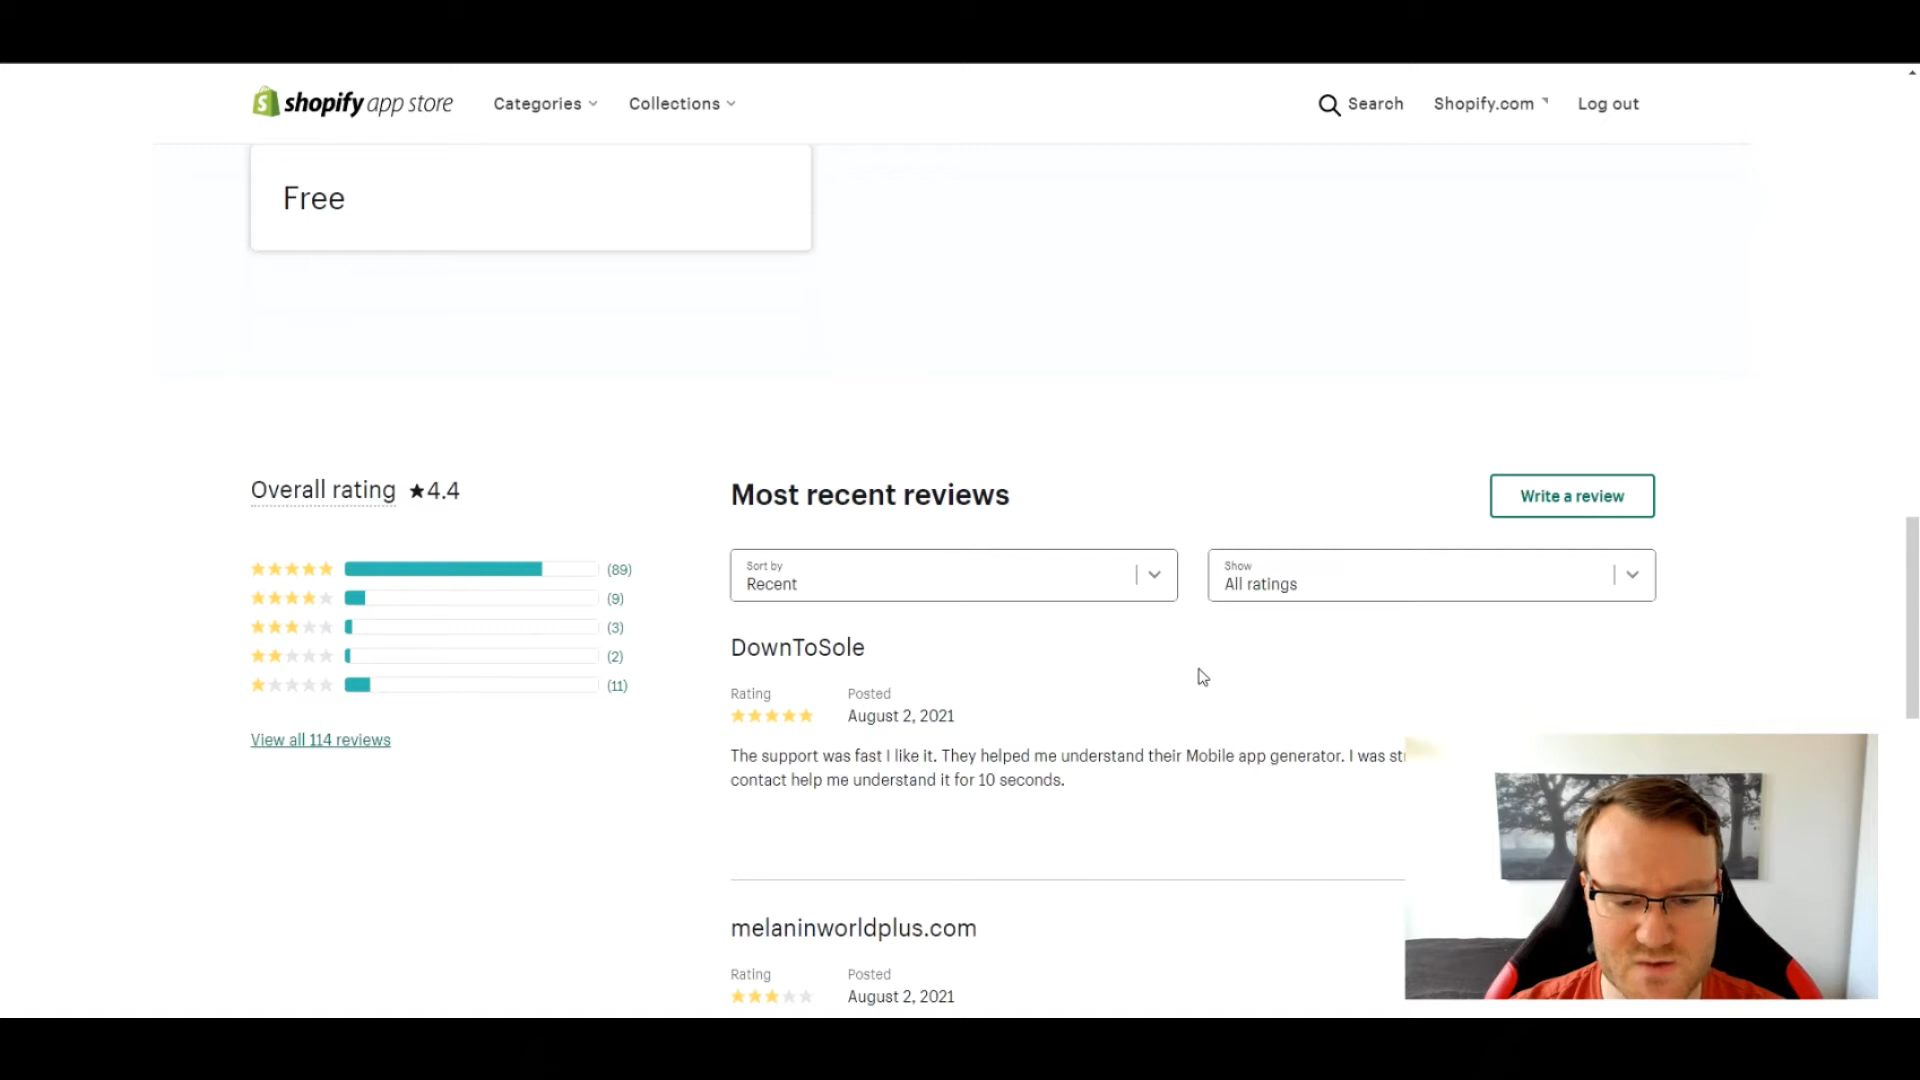 shopify app store Categories Collections Search Shopify.com Log out
Free
Overall rating ★4.4
(89)
(9)
(3)
(2)
(11)
View all 114 reviews
Most recent reviews
Write a review
Sort by
Recent
Show
All ratings
DownToSole
Rating Posted
August 2, 2021
The support was fast I like it. They helped me understand their Mobile app generator. I was
contact help me understand it for 10 seconds.
melaninworldplus.com
Rating Posted
August 2, 2021